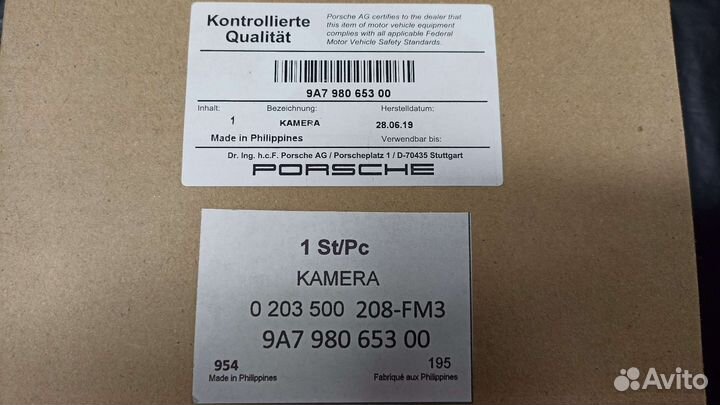 Kontrollierte
Qualität
Porsche AG certifies to the dealer that
this item of motor vehicle equipment
complies with all applicable Federal
Motor Vehicle Safety Standards.
9A7 980 653 00
Inhalt: Bezeichnung: Herstelldatum:
1 KAMERA 28.06.19
Made in Philippines Verwendbar bis:
Dr. Ing. h.c.F. Porsche AG / Porscheplatz 1 / D-70435 Stuttgart
PORSCHE
1 St/Pc
KAMERA
0 203 500 208-FM3
9A7 980 653 00
954 195
Made in Philippines Fabriqué aux Philippines
Avito